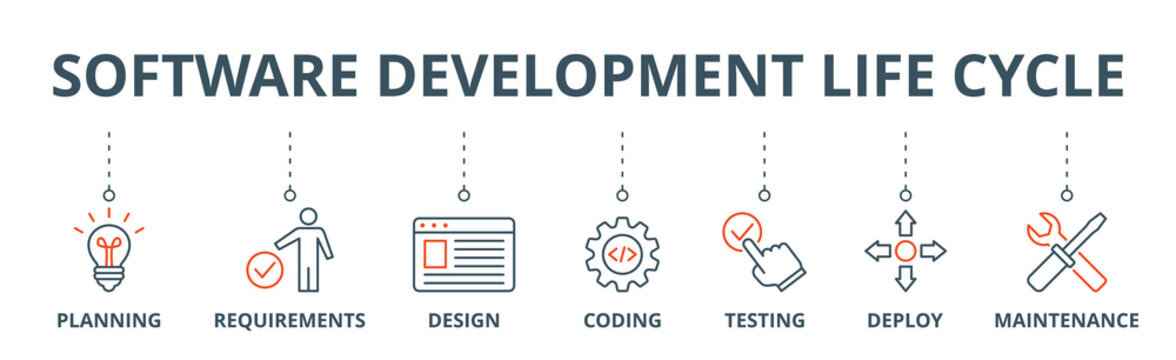 SOFTWARE DEVELOPMENT LIFE CYCLE
</>
PLANNING REQUIREMENTS DESIGN CODING TESTING DEPLOY MAINTENANCE